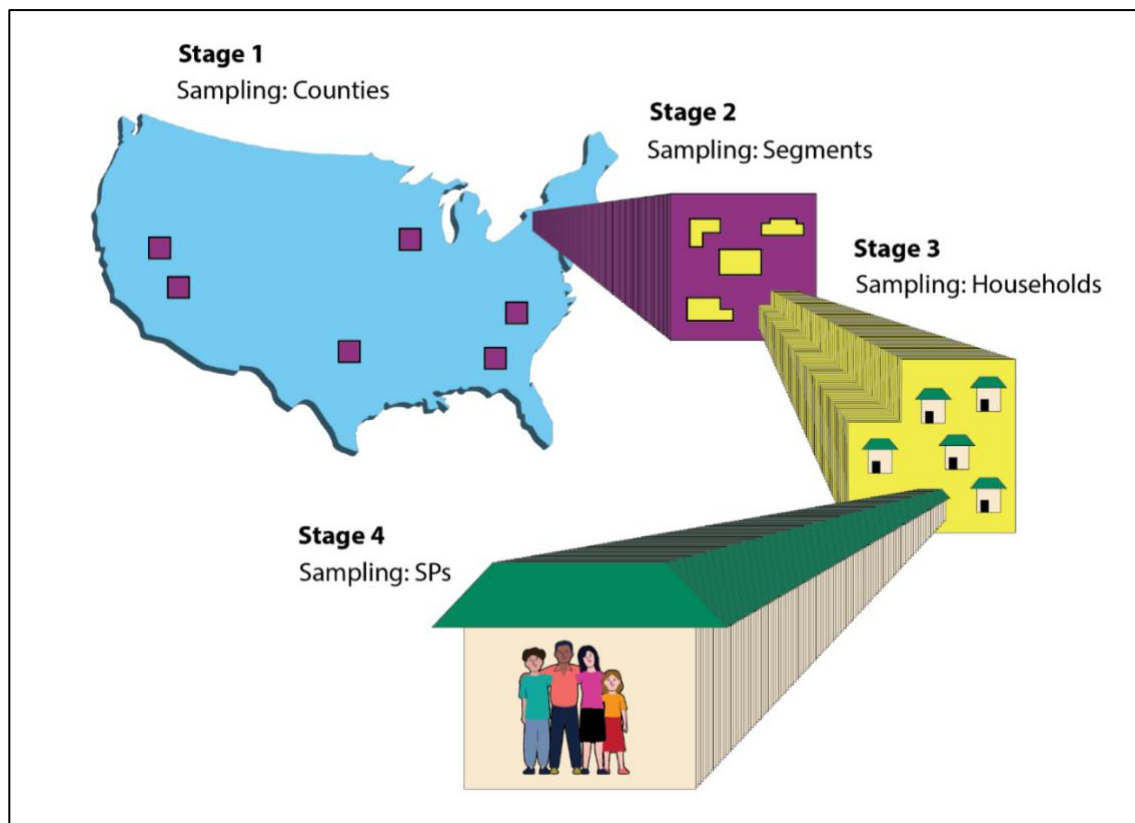 Stage 1
Sampling: Counties
Stage 2
Sampling: Segments
Stage 3
Sampling: Households
Stage 4
Sampling: SPs